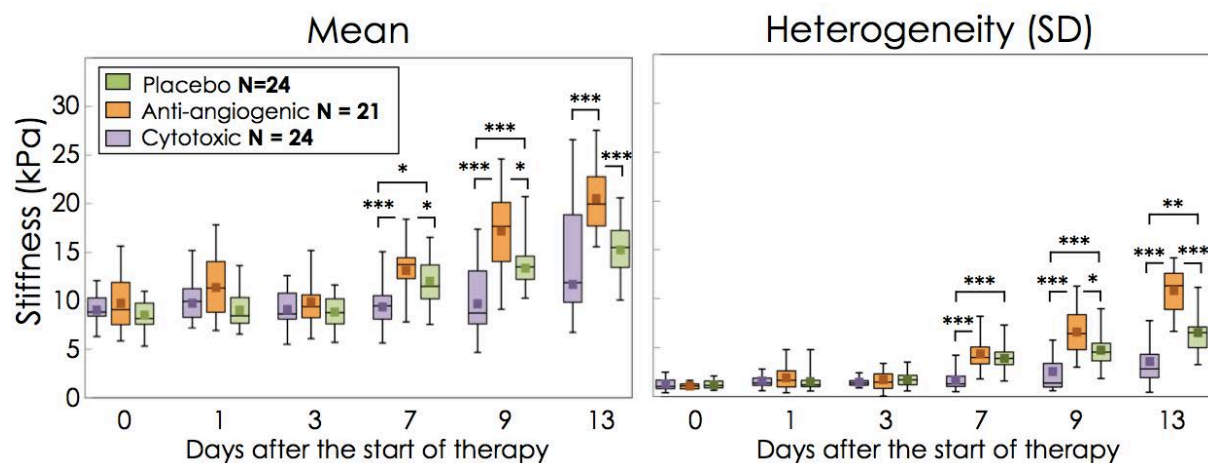 Mean
Heterogeneity (SD)
Placebo N=24
Anti-angiogenic N = 21
Cytotoxic N = 24
Stiffness (kPa)
30
25
20
15
10
5
0
*
***
*
***
***
*
***
***
***
***
***
***
*
**
***
***
0 1 3 7 9 13
0 1 3 7 9 13
Days after the start of therapy
Days after the start of therapy